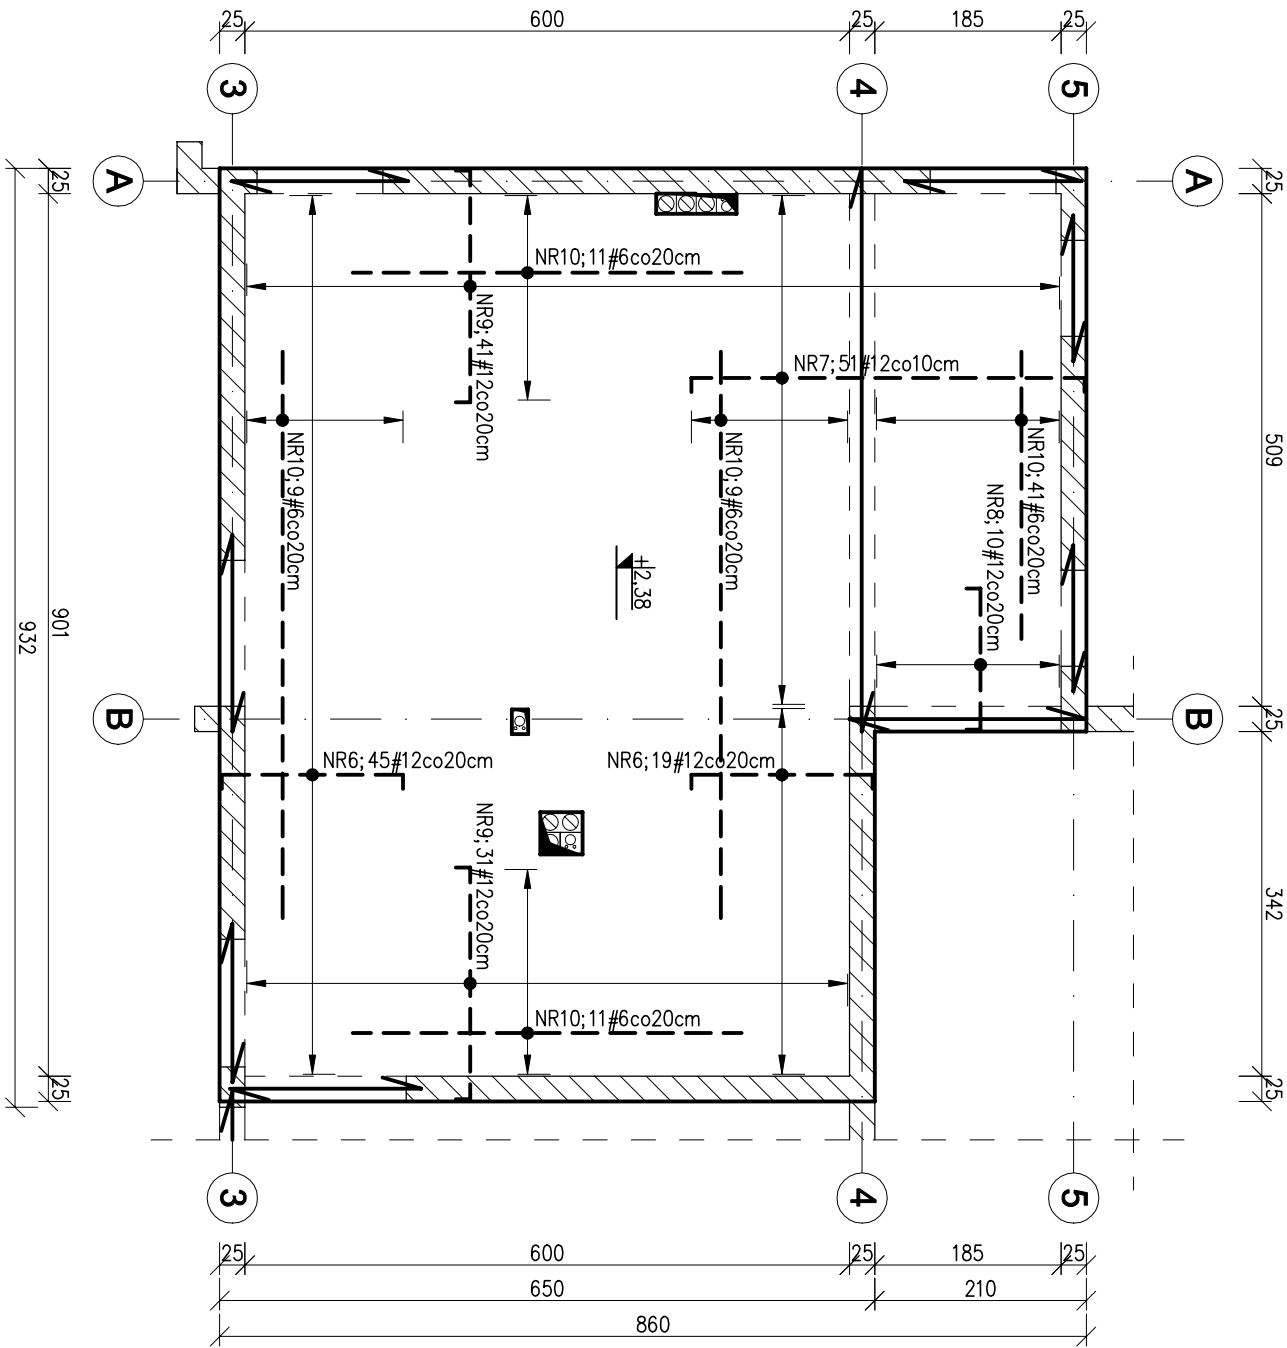 25
600
25
185
25
3
4
5
A
A
25
25
NR10; 11#6co20cm
NR9; 41#12co20cm
NR7; 51#12co10cm
NR10; 9#6co20cm
NR10; 9#6co20cm
NR10; 41#6co20cm
NR8; 10#12co20cm
509
+2,38
901
932
B
B
25
NR6; 45#12co20cm
NR6; 19#12co20cm
NR9; 31#12co20cm
342
NR10; 11#6co20cm
25
25
3
4
5
25
600
25
185
25
650
210
860